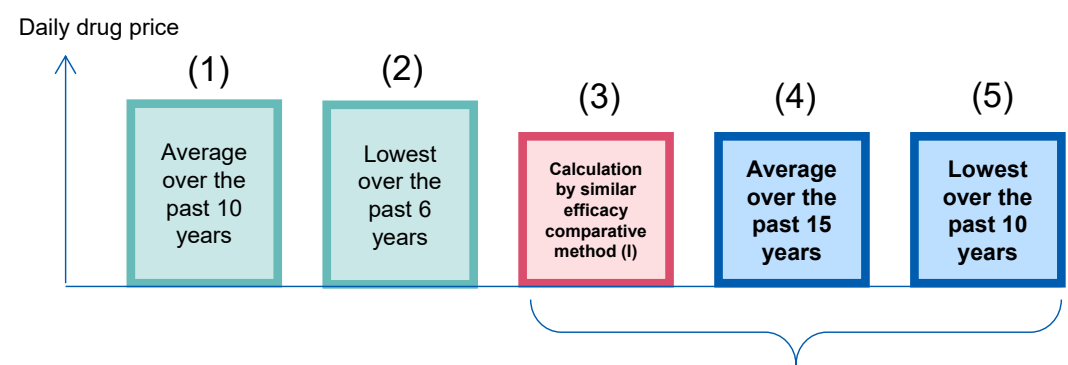 Daily drug price
(1)
(2)
(3)
(4)
(5)
Average
over the
past 10
years
Lowest
over the
past 6
years
Calculation
by similar
efficacy
comparative
method (I)
Average
over the
past 15
years
Lowest
over the
past 10
years